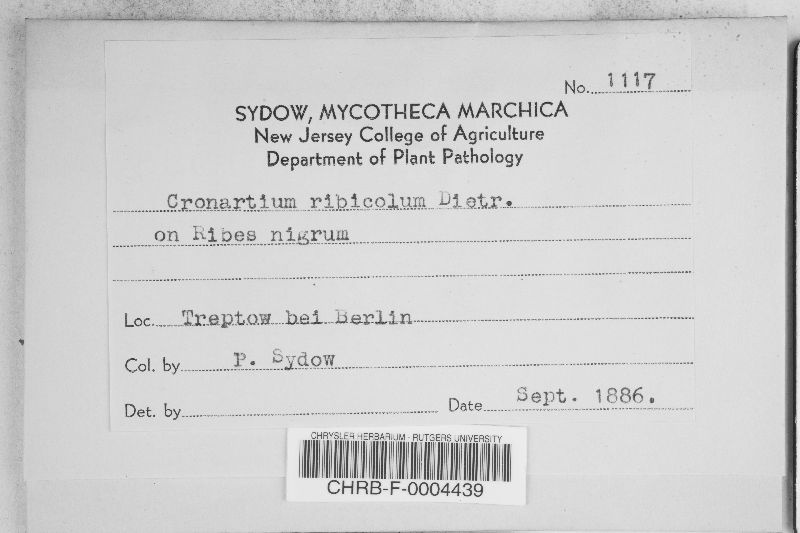 No. 1117
SYDOW, MYCOTHECA MARCHICA
New Jersey College of Agriculture
Department of Plant Pathology
Cronartium ribicolum Dietr.
on Ribes nigrum
Loc. Treptow bei Berlin
Col. by P. Sydow
Det. by Date Sept. 1886.
CHRYSLER HERBARIUM - RUTGERS UNIVERSITY
CHRB-F-0004439